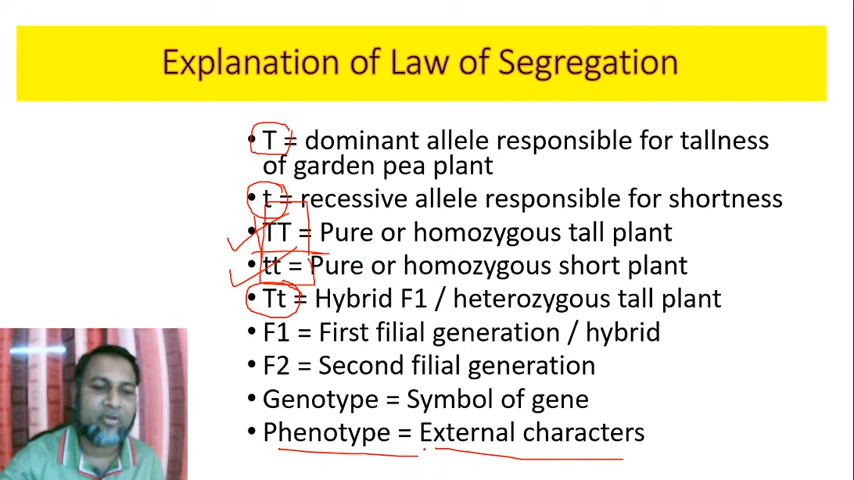 Explanation of Law of Segregation
• T = dominant allele responsible for tallness
of garden pea plant
• t = recessive allele responsible for shortness
• TT = Pure or homozygous tall plant
• tt = Pure or homozygous short plant
• Tt = Hybrid F1 / heterozygous tall plant
• F1 = First filial generation / hybrid
• F2 = Second filial generation
• Genotype = Symbol of gene
• Phenotype = External characters